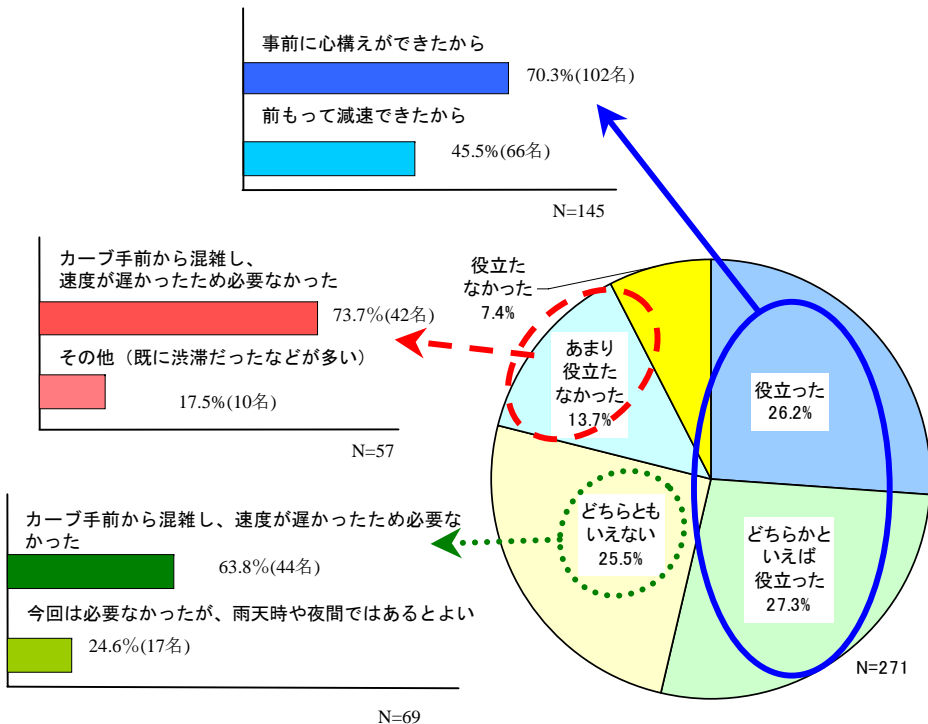 事前に心構えができたから
70.3%(102名)
前もって減速できたから
45.5%(66名)
N=145
カーブ手前から混雑し、
速度が遅かったため必要なかった
73.7%(42名)
その他（既に渋滞だったなどが多い）
17.5%(10名)
N=57
カーブ手前から混雑し、速度が遅かったため必要な
かった
63.8%(44名)
今回は必要なかったが、雨天時や夜間ではあるとよい
24.6%(17名)
N=69
役立た
なかった
7.4%
あまり
役立た
なかった
13.7%
役立った
26.2%
どちらとも
いえない
25.5%
どちらかと
いえば
役立った
27.3%
N=271